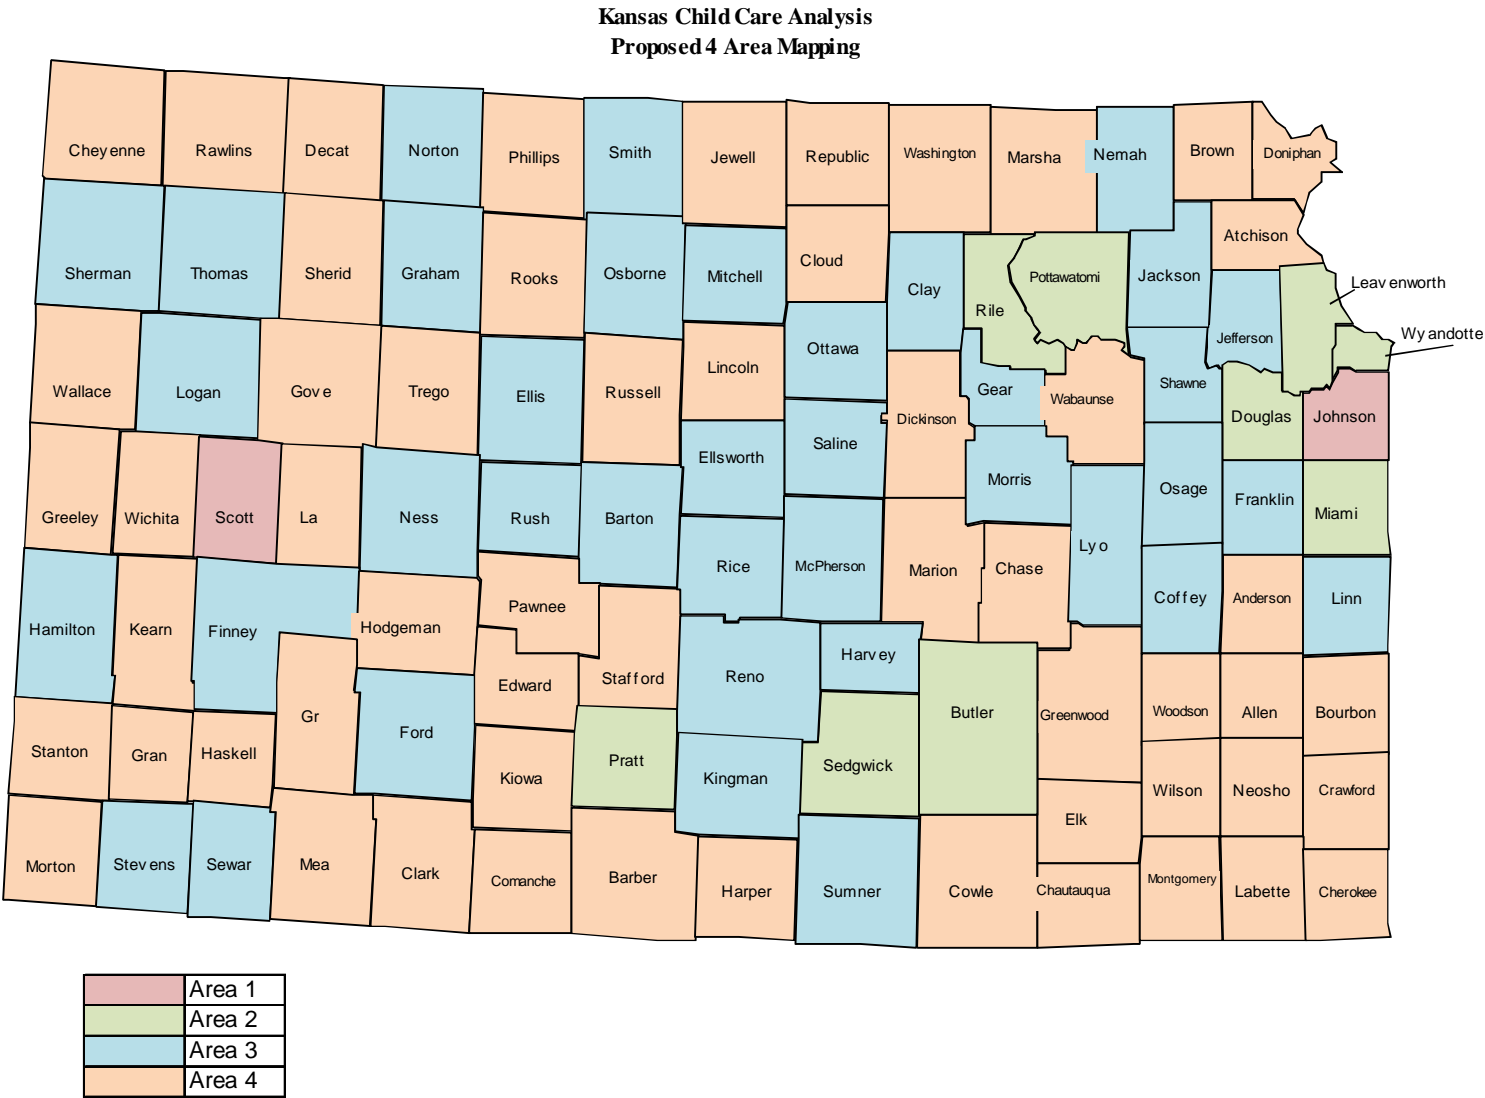 Kansas Child Care Analysis
Proposed 4 Area Mapping
Cheyenne
Rawlins
Decat
Norton
Phillips
Smith
Jewell
Republic
Washington
Marsha
Nemah
Brown
Doniphan
Atchison
Sherman
Thomas
Sherid
Graham
Rooks
Osborne
Mitchell
Cloud
Clay
Rile
Pottawatomi
Jackson
Jefferson
Leavenworth
Wyandotte
Wallace
Logan
Gove
Trego
Ellis
Russell
Lincoln
Ottawa
Saline
Dickinson
Gear
Wabaunse
Shawne
Douglas
Johnson
Greeley
Wichita
Scott
La
Ness
Rush
Barton
Ellsworth
Rice
McPherson
Marion
Chase
Morris
Lyo
Osage
Franklin
Miami
Hamilton
Kearn
Finney
Hodgeman
Pawnee
Edward
Stafford
Reno
Harvey
Butler
Greenwood
Coffey
Anderson
Linn
Woodson
Allen
Bourbon
Stanton
Gran
Haskell
Gr
Ford
Kiowa
Pratt
Kingman
Sedgwick
Elk
Wilson
Neosho
Crawford
Morton
Stevens
Sewar
Mea
Clark
Comanche
Barber
Harper
Sumner
Cowle
Chautauqua
Montgomery
Labette
Cherokee
Area 1
Area 2
Area 3
Area 4